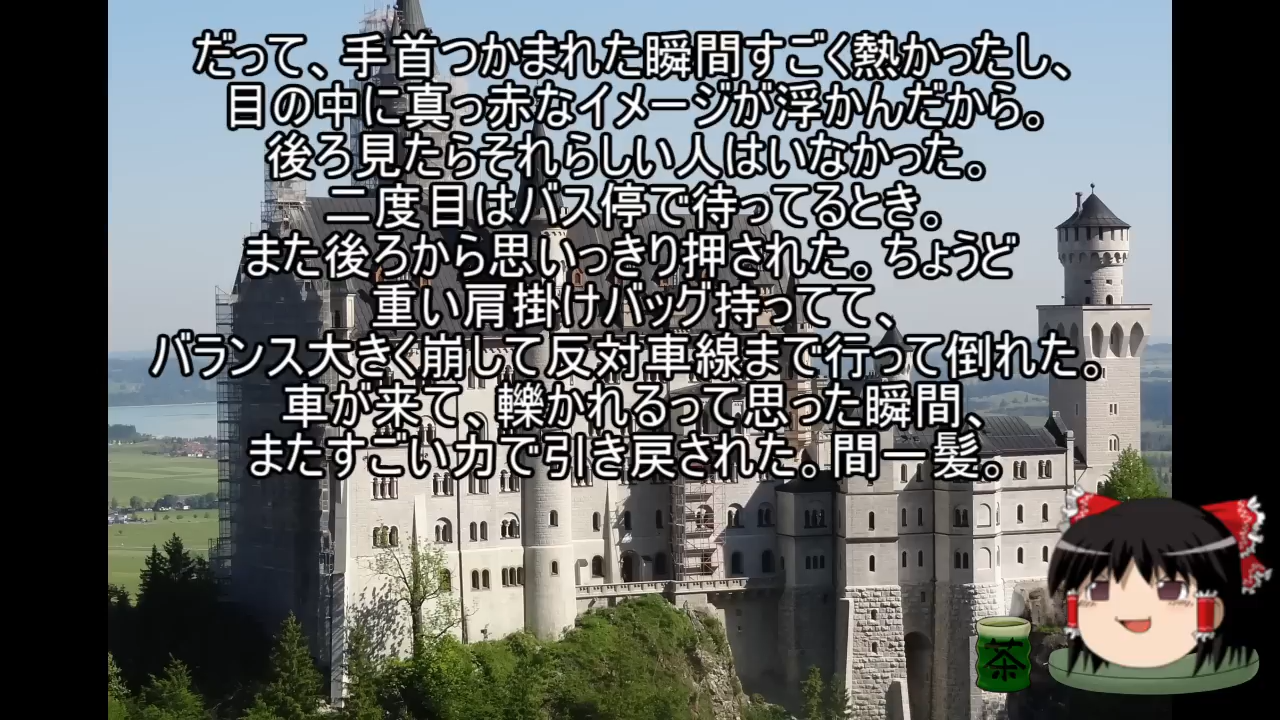 だって、手首つかまれた瞬間すごく熱かったし、
目の中に真っ赤なイメージが浮かんだから。
後ろ見たらそれらしい人はいなかった。
二度目はバス停で待ってるとき。
また後ろから思いっきり押された。ちょうど
重い肩掛けバッグ持ってて、
バランス大きく崩して反対車線まで行って倒れた。
車が来て、轢かれるって思った瞬間、
またすごい力で引き戻された。間一髪。
茶